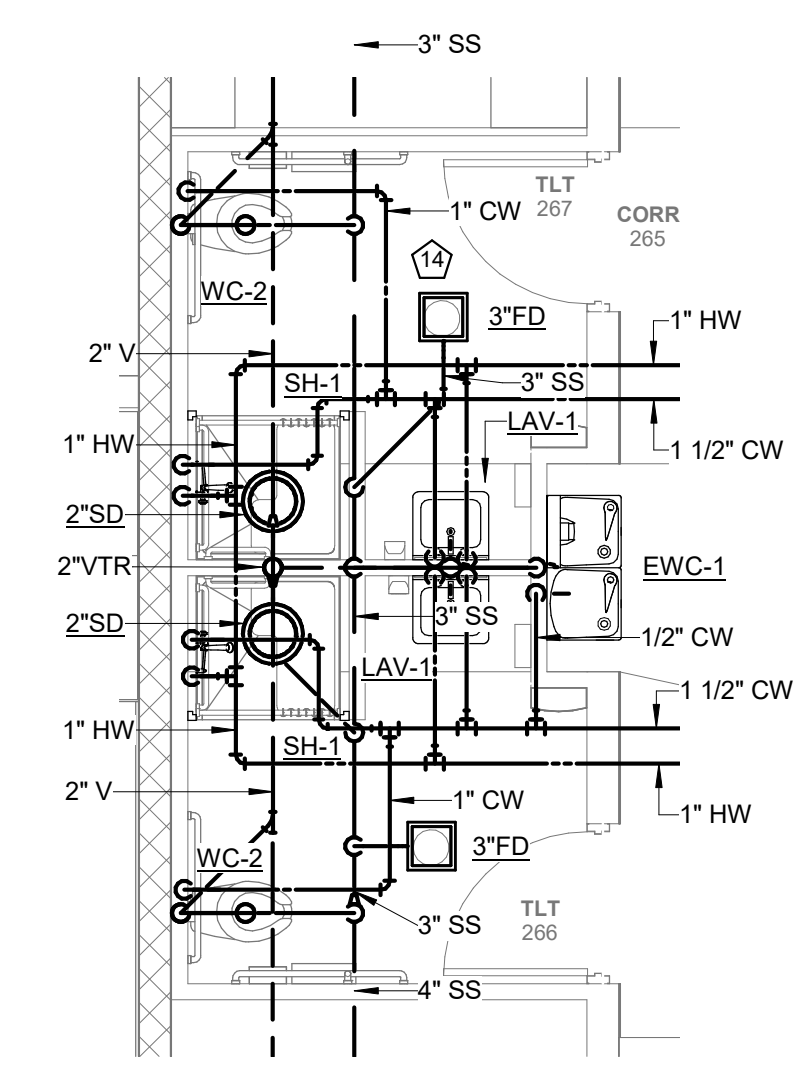 3" SS
TLT
267
1" CW
CORR
265
14
WC-2
3"FD
1" HW
2" V
SH-1
3" SS
LAV-1
1" HW
1 1/2" CW
2"SD
2"VTR
EWC-1
2"SD
3" SS
1/2" CW
LAV-1
1 1/2" CW
1" HW
SH-1
2" V
1" CW
1" HW
3"FD
WC-2
TLT
266
3" SS
4" SS